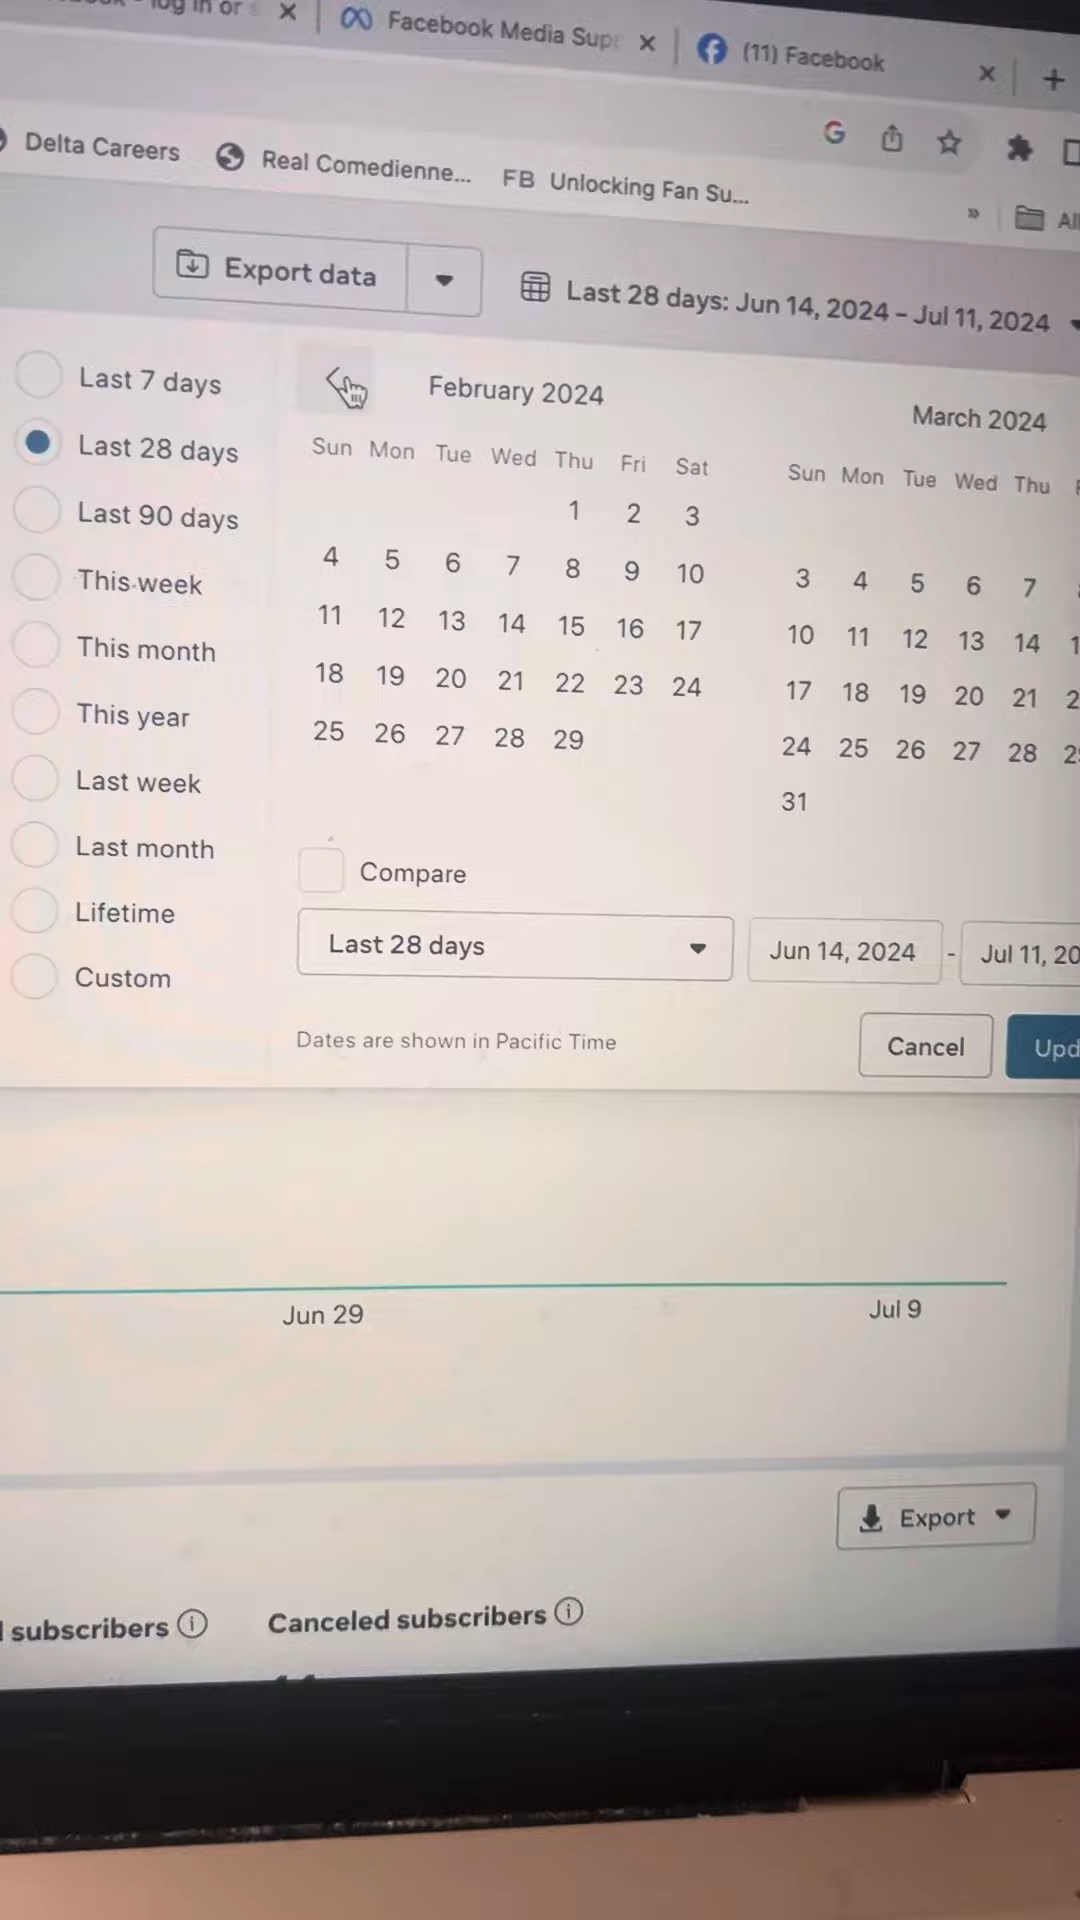 log in or
Facebook Media Sup
(11) Facebook
Delta Careers
Real Comedienne...
FB Unlocking Fan Su...
»
Export data
Last 28 days: Jun 14, 2024 – Jul 11, 2024
Last 7 days
Last 28 days
Last 90 days
This week
This month
This year
Last week
Last month
Lifetime
Custom
February 2024
Sun Mon Tue Wed Thu Fri Sat
1 2 3
4 5 6 7 8 9 10
11 12 13 14 15 16 17
18 19 20 21 22 23 24
25 26 27 28 29
March 2024
Sun Mon Tue Wed Thu
3 4 5 6 7
10 11 12 13 14
17 18 19 20 21
24 25 26 27 28
31
Compare
Last 28 days
Jun 14, 2024 - Jul 11, 20
Dates are shown in Pacific Time
Cancel
Upd
Jun 29
Jul 9
Export
subscribers
Canceled subscribers